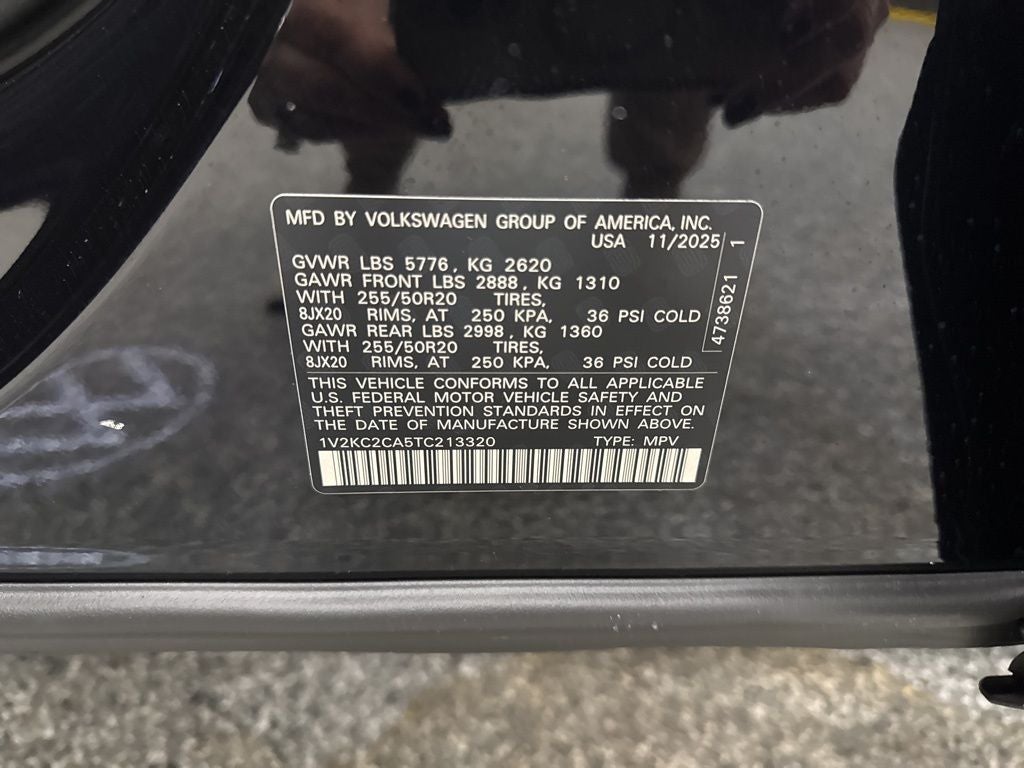 MFD BY VOLKSWAGEN GROUP OF AMERICA, INC.
USA 11/2025
GVWR LBS 5776, KG 2620
GAWR FRONT LBS 2888, KG 1310
WITH 255/50R20 TIRES,
8JX20 RIMS, AT 250 KPA, 36 PSI COLD
GAWR REAR LBS 2998, KG 1360
WITH 255/50R20 TIRES,
8JX20 RIMS, AT 250 KPA, 36 PSI COLD
THIS VEHICLE CONFORMS TO ALL APPLICABLE
U.S. FEDERAL MOTOR VEHICLE SAFETY AND
THEFT PREVENTION STANDARDS IN EFFECT ON
THE DATE OF MANUFACTURE SHOWN ABOVE.
1V2KC2CA5TC213320 TYPE: MPV
4738621 1